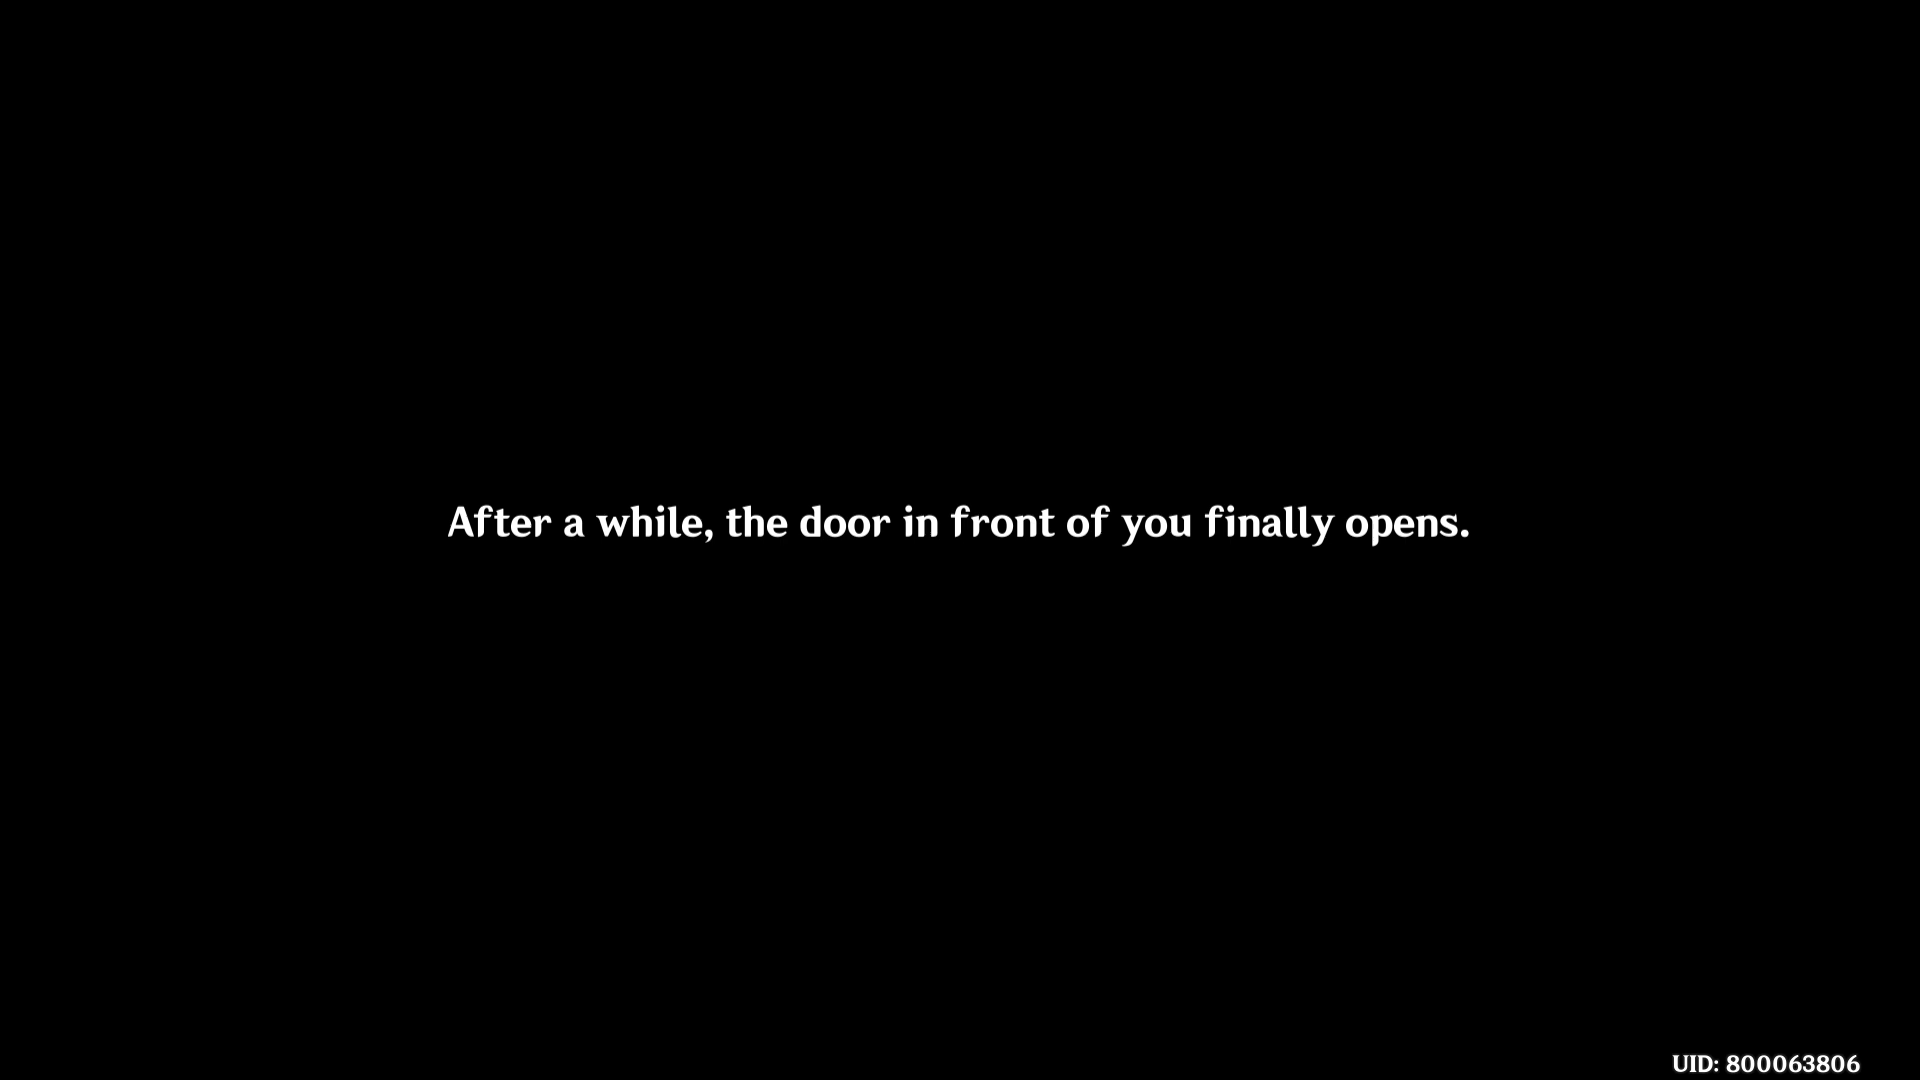 After a while, the door in front of you finally opens.
UID: 800063806